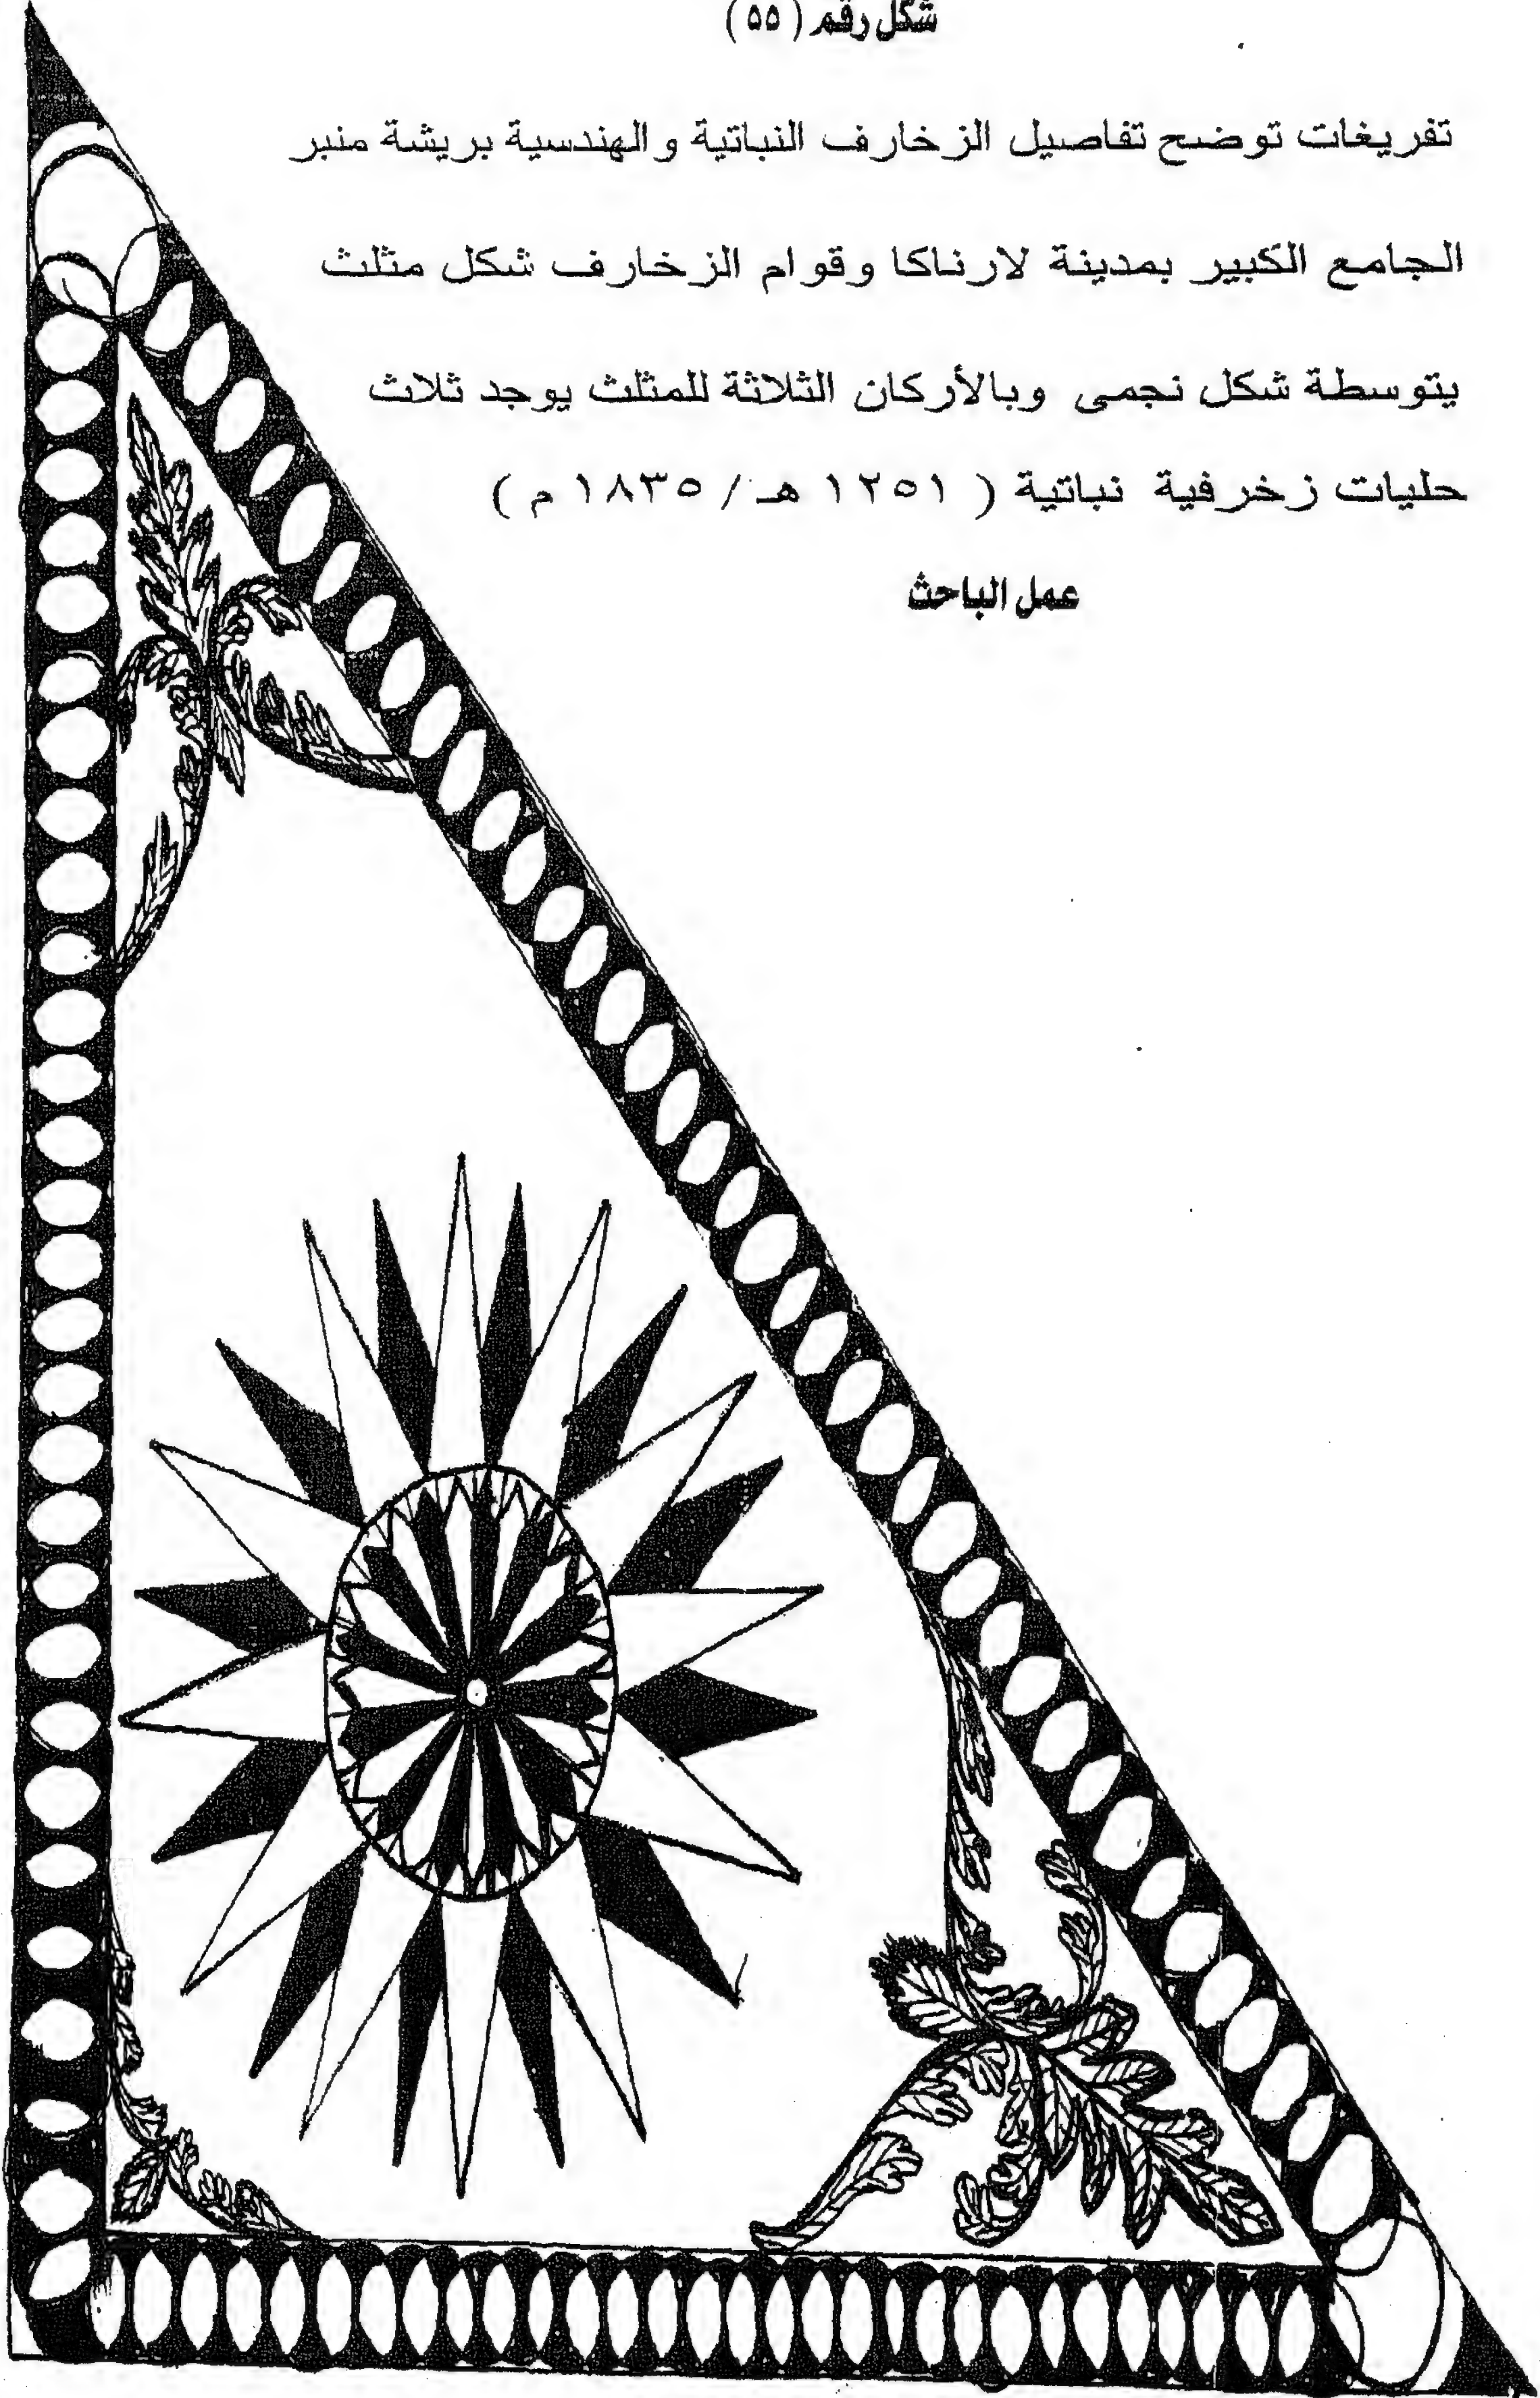 شكل رقم ( ٥٥ )
تفريغات توضح تفاصيل الزخارف النباتية والهندسية بريشة منبر
الجامع الكبير بمدينة لارناكا وقوام الزخارف شكل مثلث
يتوسطة شكل نجمى وبالأركان الثلاثة للمثلث يوجد ثلاث
حليات زخرفية نباتية ( ١٢٥١ هـ / ١٨٣٥ م )
عمل الباحث